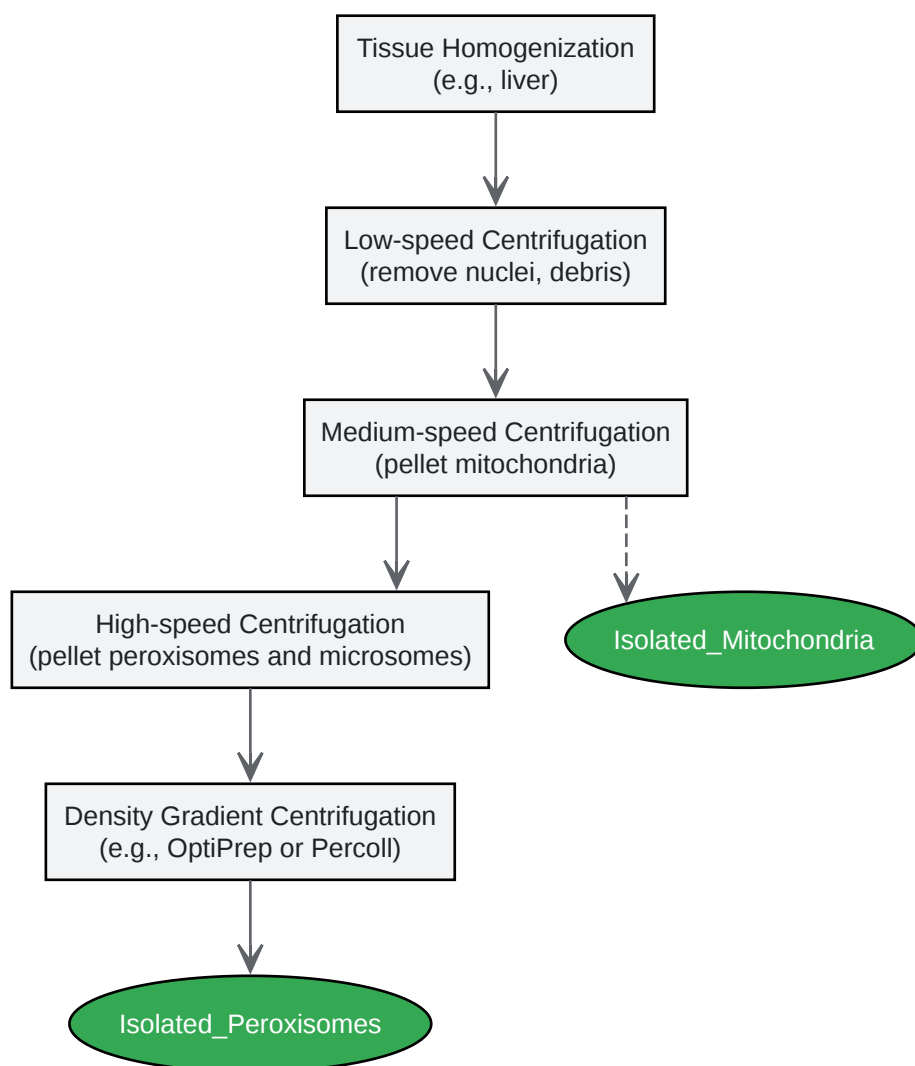 Tissue Homogenization
(e.g., liver)
Low-speed Centrifugation
(remove nuclei, debris)
Medium-speed Centrifugation
(pellet mitochondria)
High-speed Centrifugation
(pellet peroxisomes and microsomes)
Isolated_Mitochondria
Density Gradient Centrifugation
(e.g., OptiPrep or Percoll)
Isolated_Peroxisomes